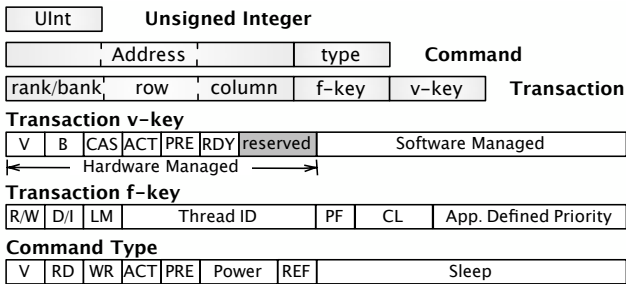 UInt Unsigned Integer
Address type Command
rank/bank row column f-key v-key Transaction
Transaction v-key
V B CAS ACT PRE RDY reserved Software Managed
Hardware Managed
Transaction f-key
R/W D/I LM Thread ID PF CL App. Defined Priority
Command Type
V RD WR ACT PRE Power REF Sleep